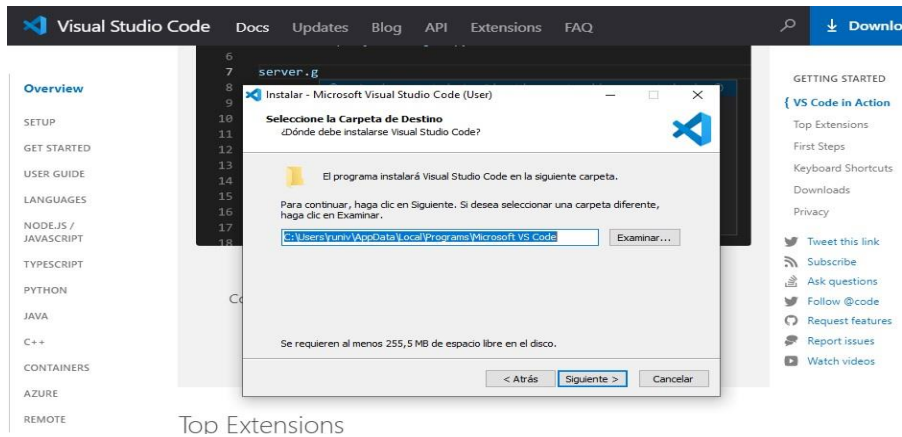 Visual Studio Code Docs Updates Blog API Extensions FAQ Downlo
Overview
SETUP
GET STARTED
USER GUIDE
LANGUAGES
NODE.JS /
JAVASCRIPT
TYPESCRIPT
PYTHON
JAVA
C++
CONTAINERS
AZURE
REMOTE
6
7 server.g
8
9
10
11
12
13
14
15
16
17
18
Instalar - Microsoft Visual Studio Code (User)
Seleccione la Carpeta de Destino
¿Dónde debe instalarse Visual Studio Code?
El programa instalará Visual Studio Code en la siguiente carpeta.
Para continuar, haga clic en Siguiente. Si desea seleccionar una carpeta diferente,
haga clic en Examinar.
C:\Users\runiv\AppData\Local\Programs\Microsoft VS Code
Examinar...
Se requieren al menos 255,5 MB de espacio libre en el disco.
< Atrás Siguiente > Cancelar
Co
Top Extensions
GETTING STARTED
{ VS Code in Action
Top Extensions
First Steps
Keyboard Shortcuts
Downloads
Privacy
Tweet this link
Subscribe
Ask questions
Follow @code
Request features
Report issues
Watch videos